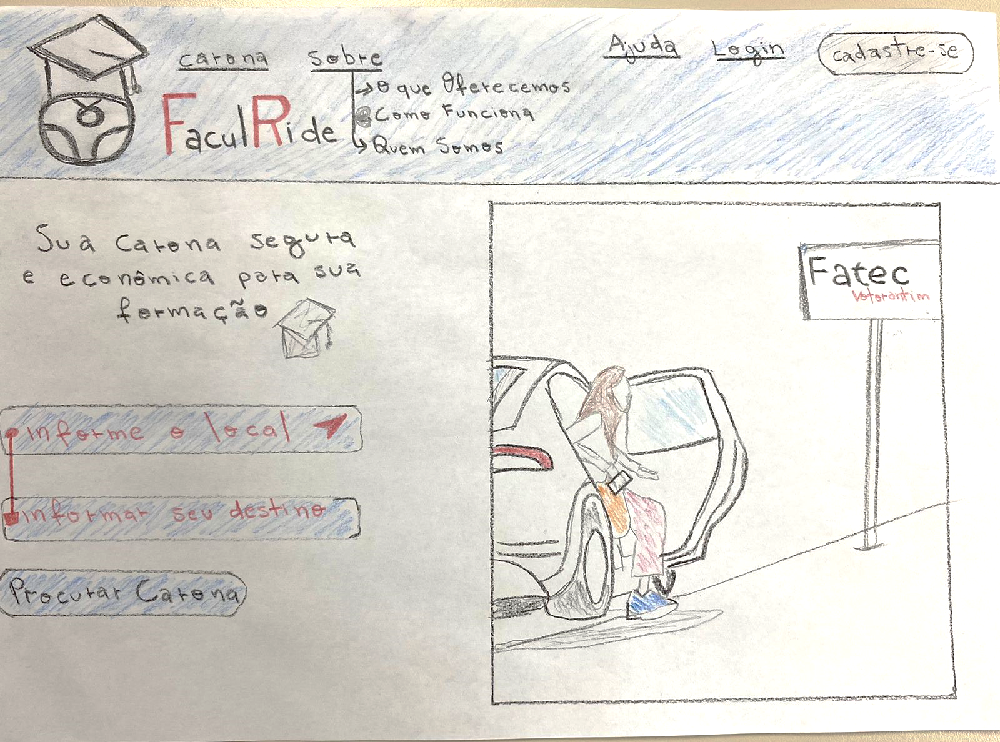 Carona
Sobre
Ajuda
Login
cadastre-se
→ O que Oferecemos
Como Funciona
→ Quem Somos
FaculRide
Sua Carona segura
e econômica para sua
formação
informe o local
informar seu destino
Procurar Carona
Fatec
Votorantim